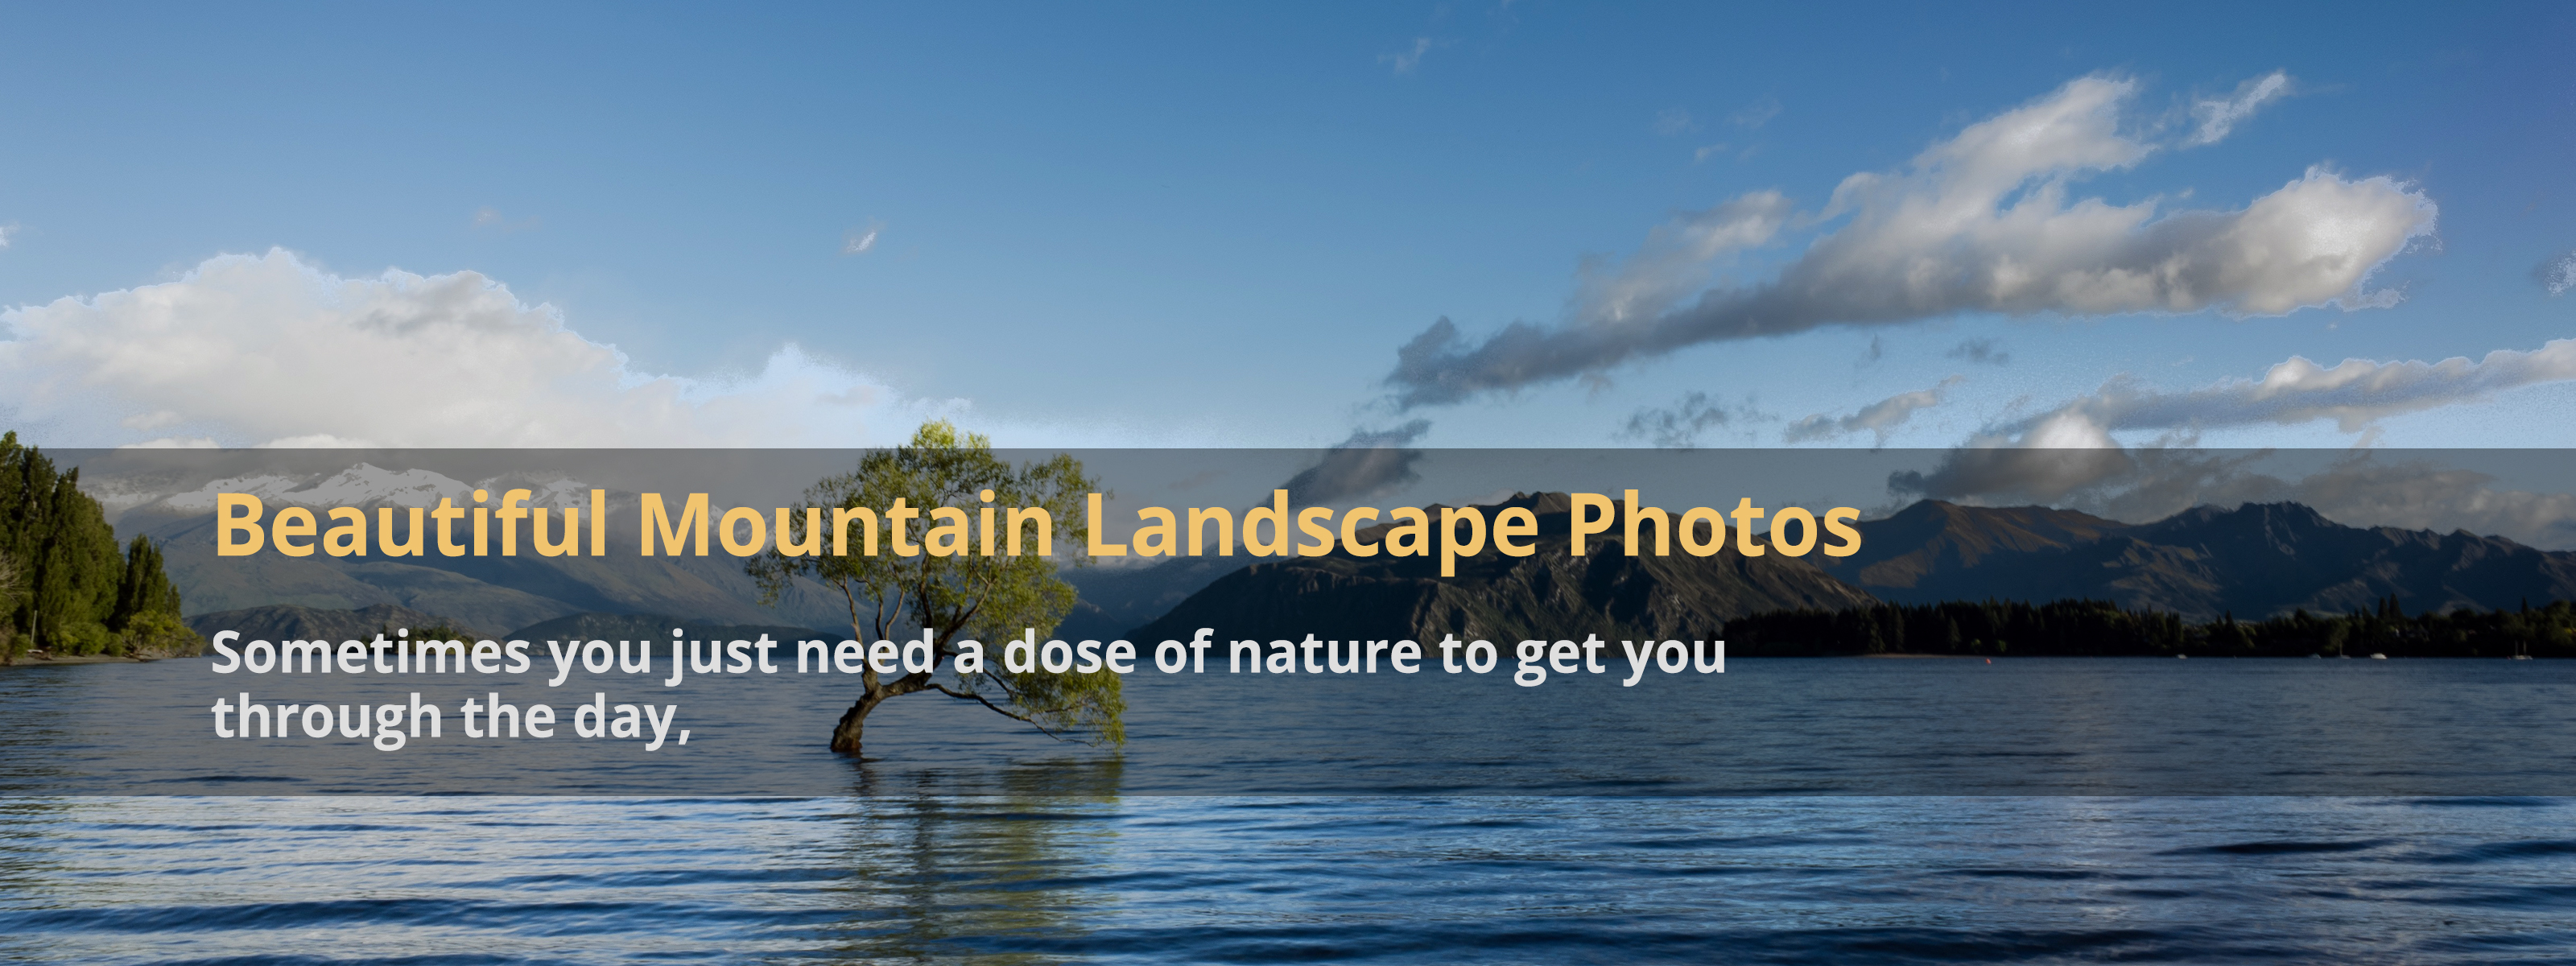 Beautiful Mountain Landscape Photos
Sometimes you just need a dose of nature to get you
through the day,